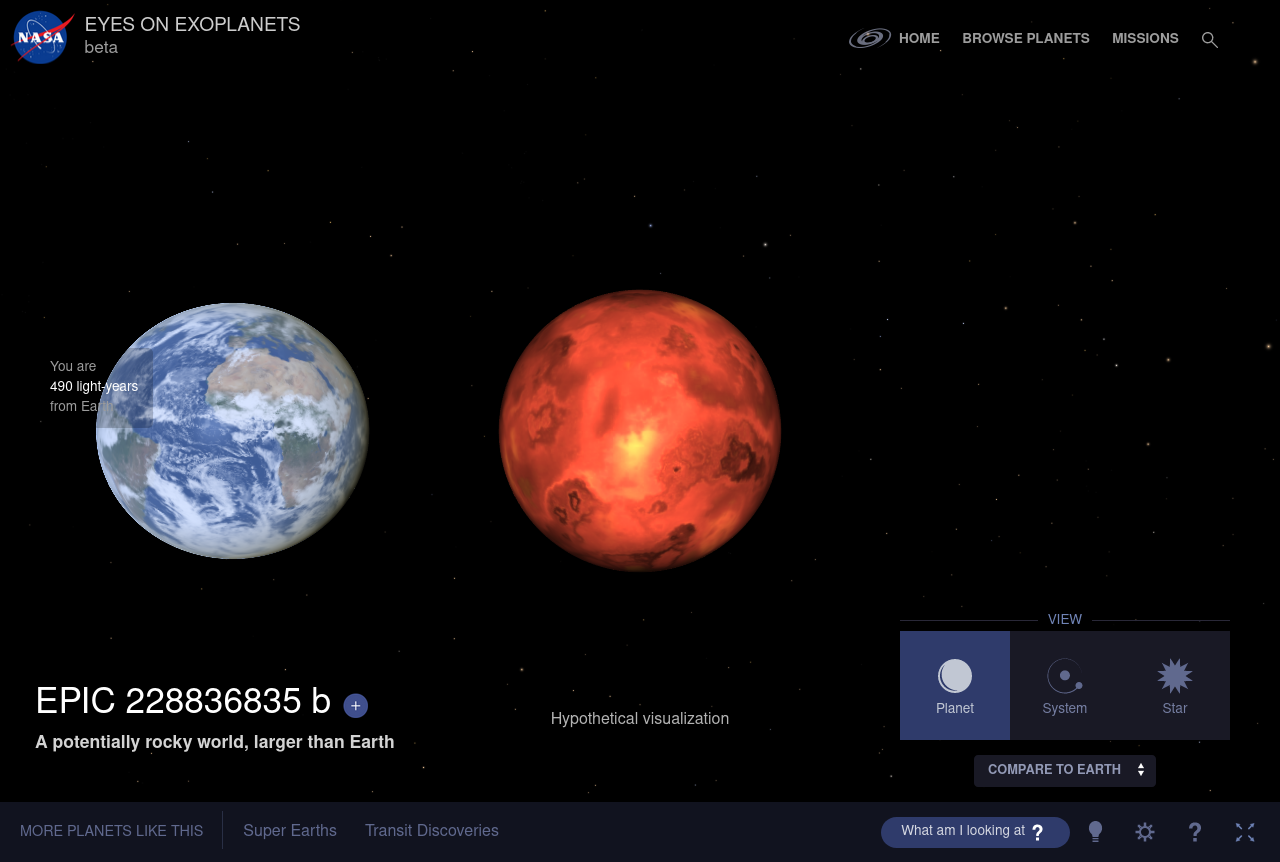 NASA
EYES ON EXOPLANETS
beta
HOME
BROWSE PLANETS
MISSIONS
You are
490 light-years
from Earth
VIEW
Planet
System
Star
EPIC 228836835 b +
A potentially rocky world, larger than Earth
Hypothetical visualization
COMPARE TO EARTH
MORE PLANETS LIKE THIS
Super Earths
Transit Discoveries
What am I looking at ?
?